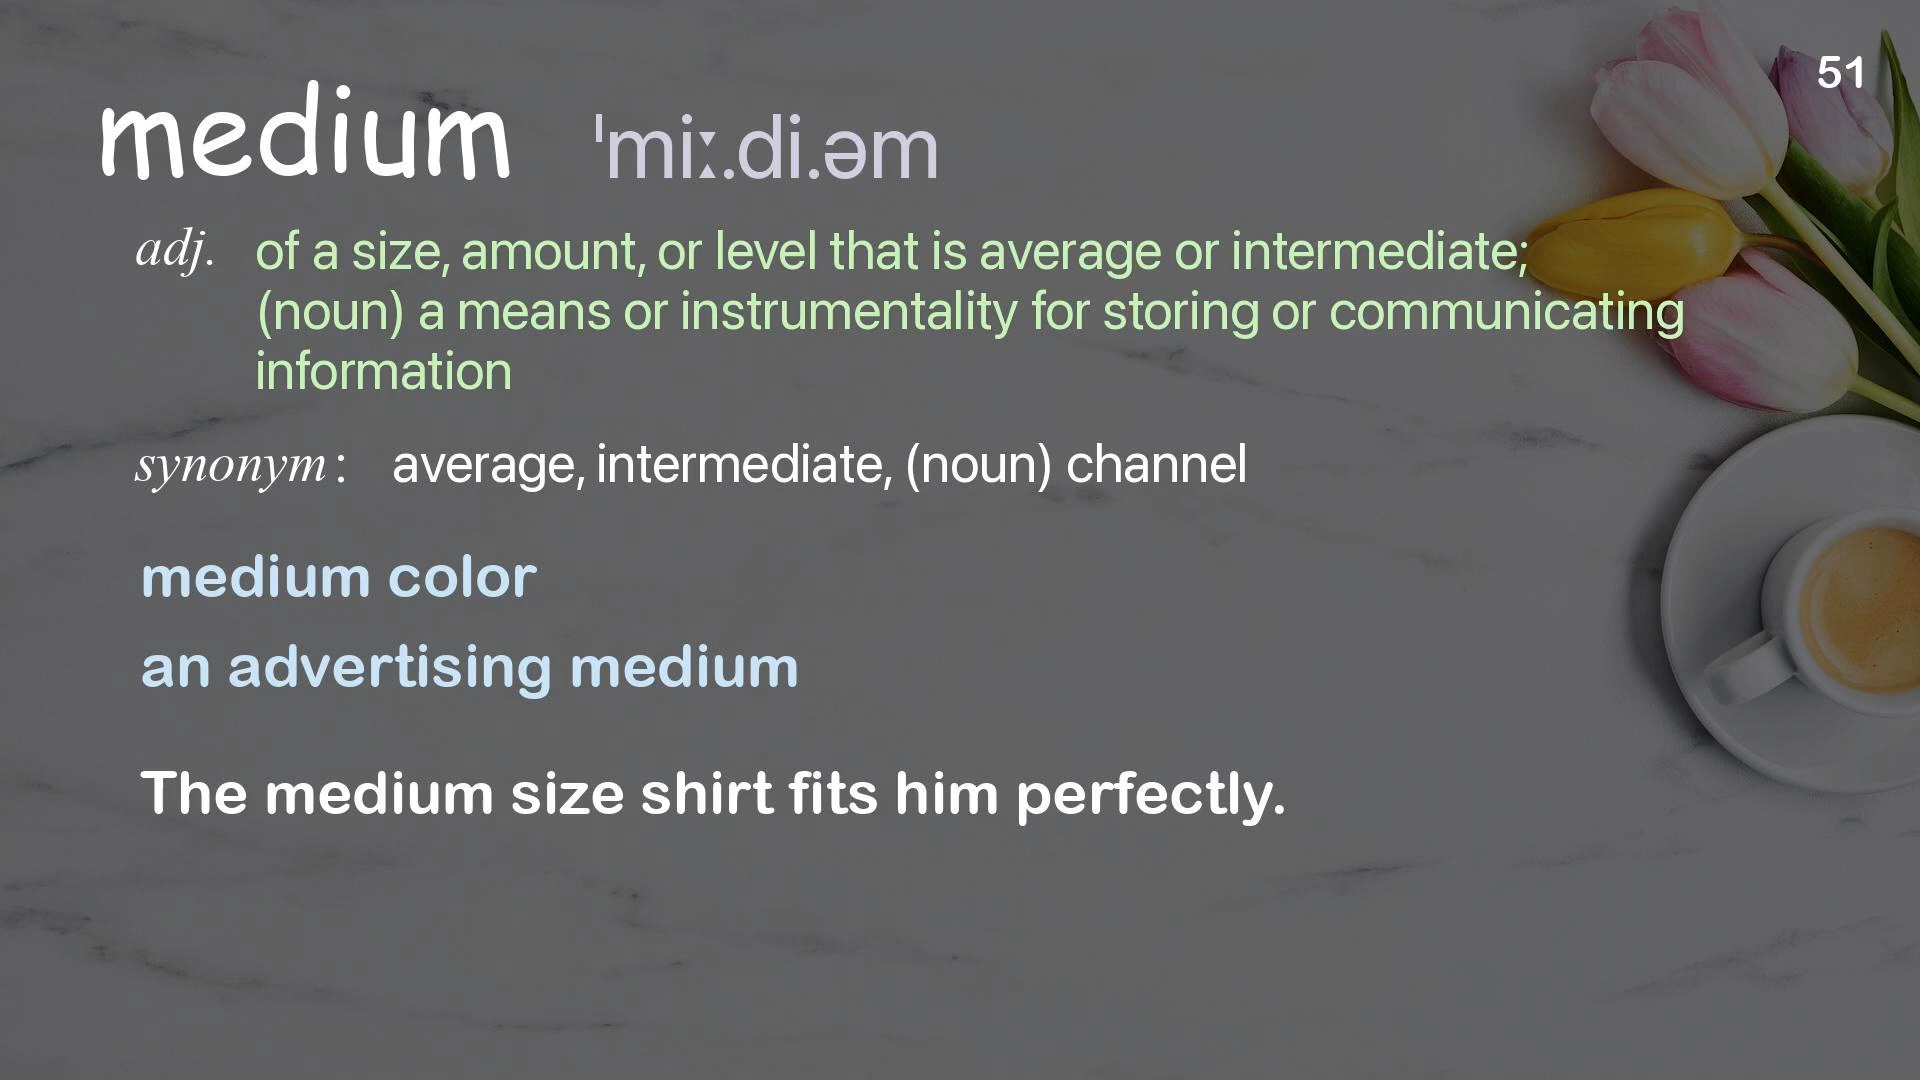 51
medium ˈmiː.di.əm
adj. of a size, amount, or level that is average or intermediate;
(noun) a means or instrumentality for storing or communicating
information
synonym : average, intermediate, (noun) channel
medium color
an advertising medium
The medium size shirt fits him perfectly.